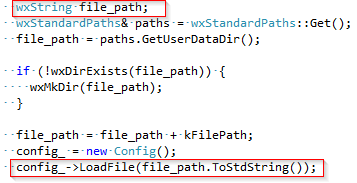 wxString file_path;
wxStandardPaths& paths = wxStandardPaths::Get();
file_path = paths.GetUserDataDir();
if (!wxDirExists(file_path)) {
wxMkDir(file_path);
}
file_path = file_path + kFilePath;
config_ = new Config();
config_->LoadFile(file_path.ToStdString());